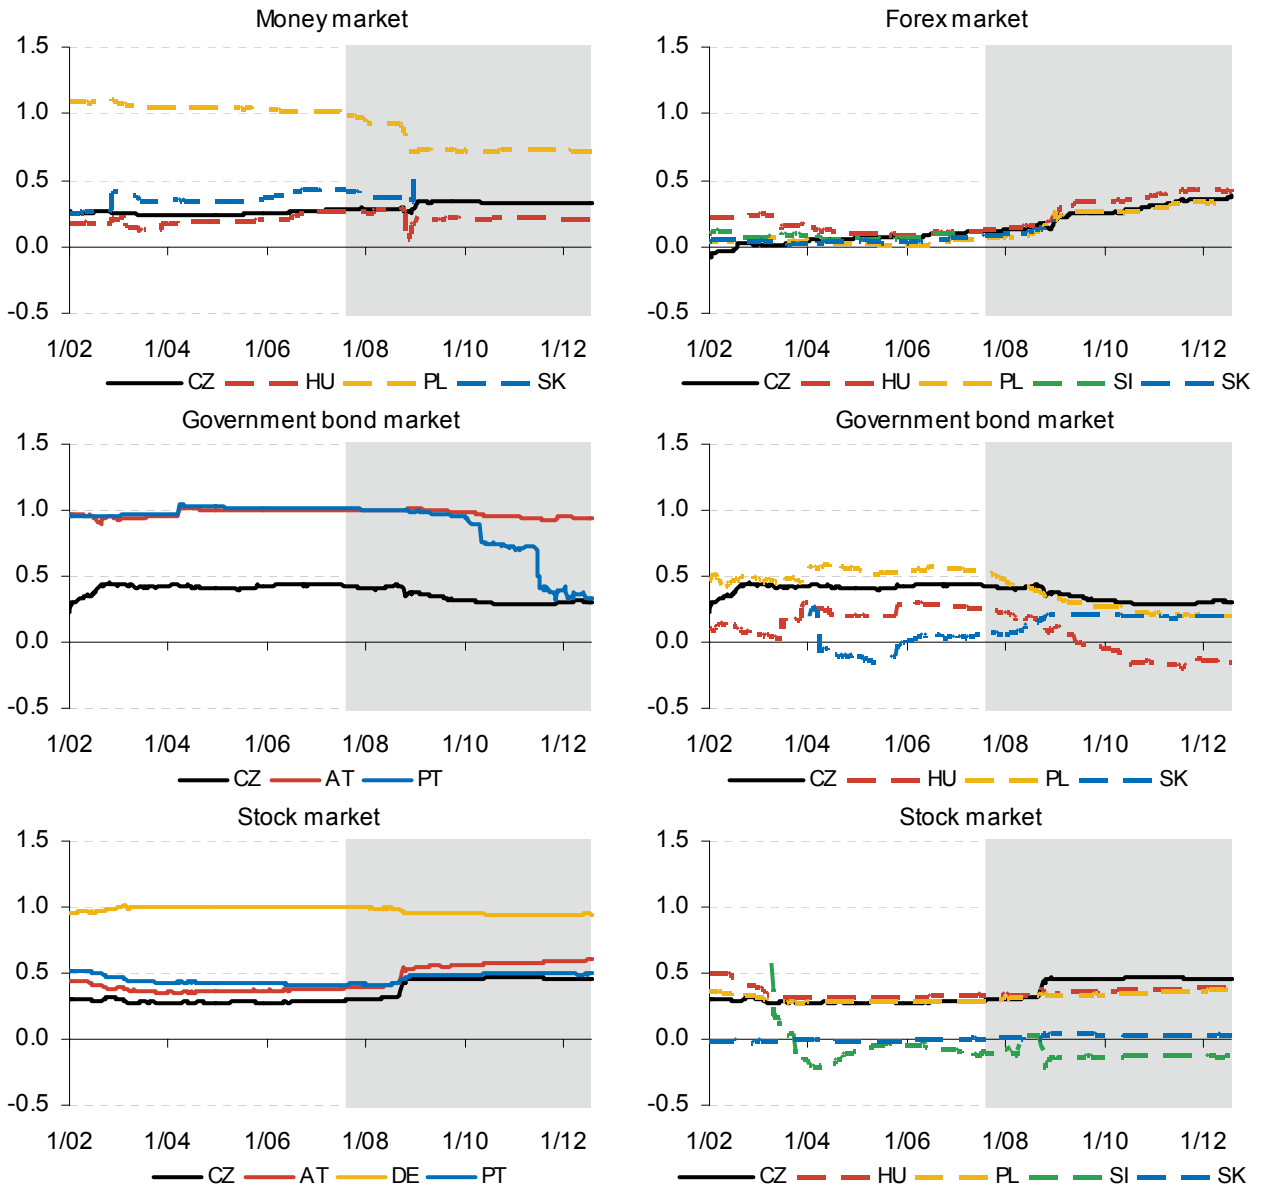 Money market
1.5
1.0
0.5
0.0
-0.5
1/02 1/04 1/06 1/08 1/10 1/12
CZ HU PL SK
Forex market
1.5
1.0
0.5
0.0
-0.5
1/02 1/04 1/06 1/08 1/10 1/12
CZ HU PL SI SK
Government bond market
1.5
1.0
0.5
0.0
-0.5
1/02 1/04 1/06 1/08 1/10 1/12
CZ AT PT
Government bond market
1.5
1.0
0.5
0.0
-0.5
1/02 1/04 1/06 1/08 1/10 1/12
CZ HU PL SK
Stock market
1.5
1.0
0.5
0.0
-0.5
1/02 1/04 1/06 1/08 1/10 1/12
CZ AT DE PT
Stock market
1.5
1.0
0.5
0.0
-0.5
1/02 1/04 1/06 1/08 1/10 1/12
CZ HU PL SI SK